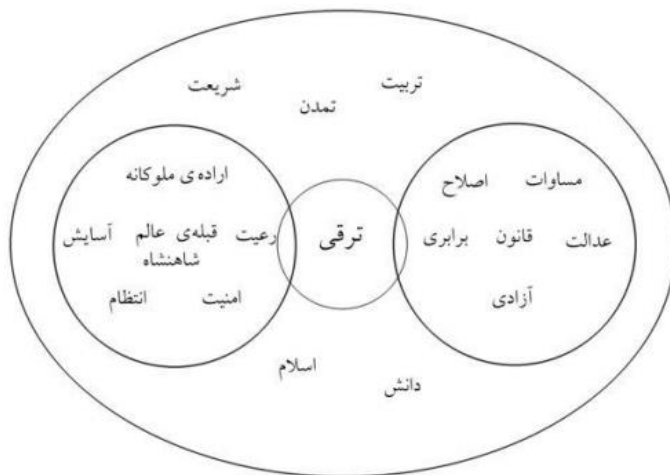 تربیت
شریعت
تمدن
مساوات
اصلاح
عدالت
قانون
برابری
آزادی
ترقی
اراده‌ی ملوکانه
رعیت
قبله‌ی عالم
شاهنشاه
آسایش
امنیت
انتظام
اسلام
دانش